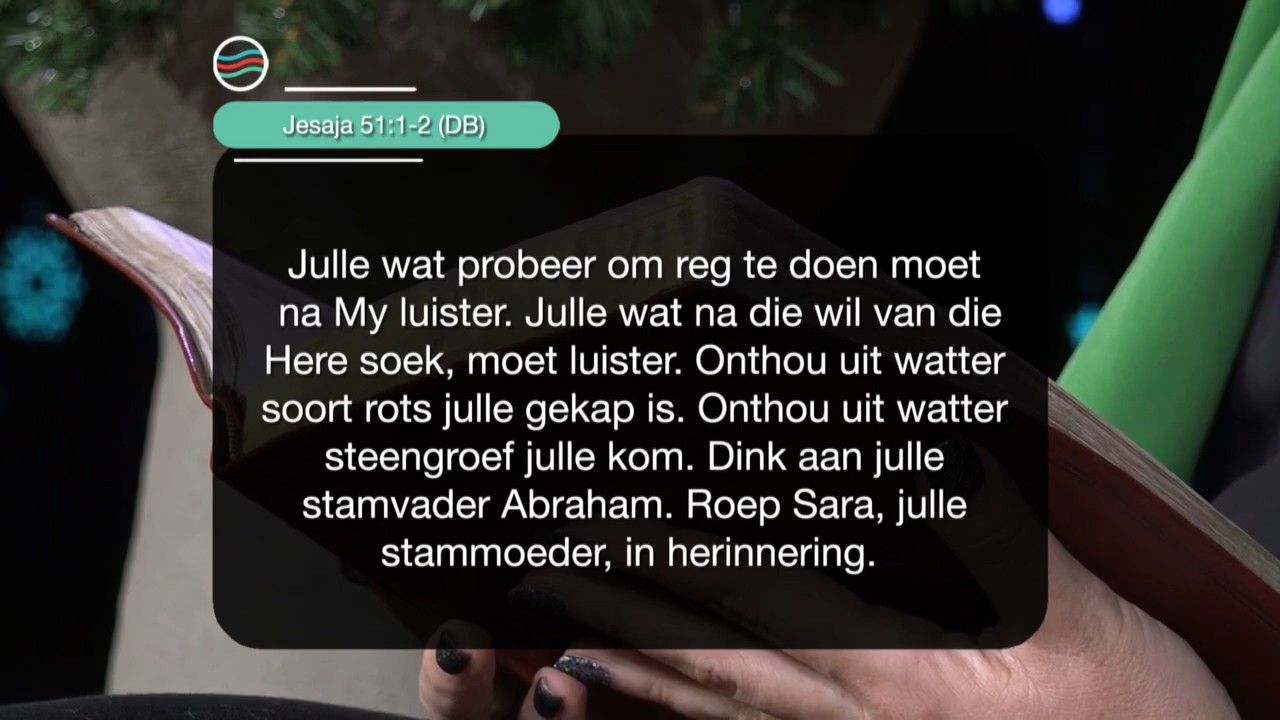 Jesaja 51:1-2 (DB)
Julle wat probeer om reg te doen moet
na My luister. Julle wat na die wil van die
Here soek, moet luister. Onthou uit watter
soort rots julle gekap is. Onthou uit watter
steengroef julle kom. Dink aan julle
stamvader Abraham. Roep Sara, julle
stammoeder, in herinnering.